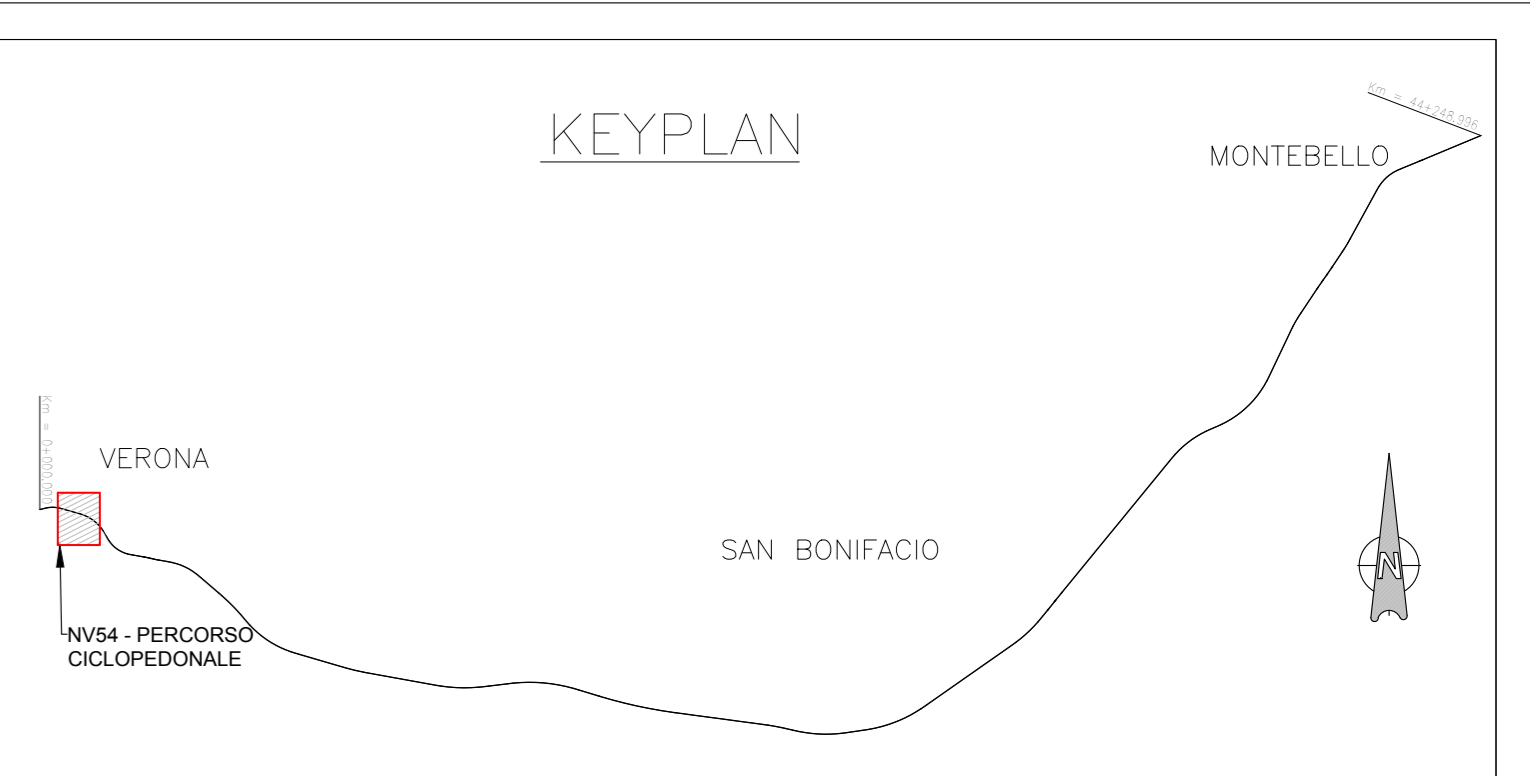 KEYPLAN
Km = 44+248.996
MONTEBELLO
Km = 0+000.000
VERONA
SAN BONIFACIO
N
NV54 - PERCORSO
CICLOPEDONALE